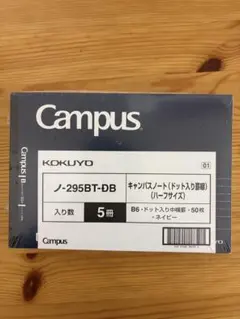 Campus
KOKUYO
01
ノ-295BT-DB
キャンパスノート(ドット入り罫線)
(ハーフサイズ)
入り数
5冊
B6・ドット入り中横罫・50枚
・ネイビー
Campus
Campus